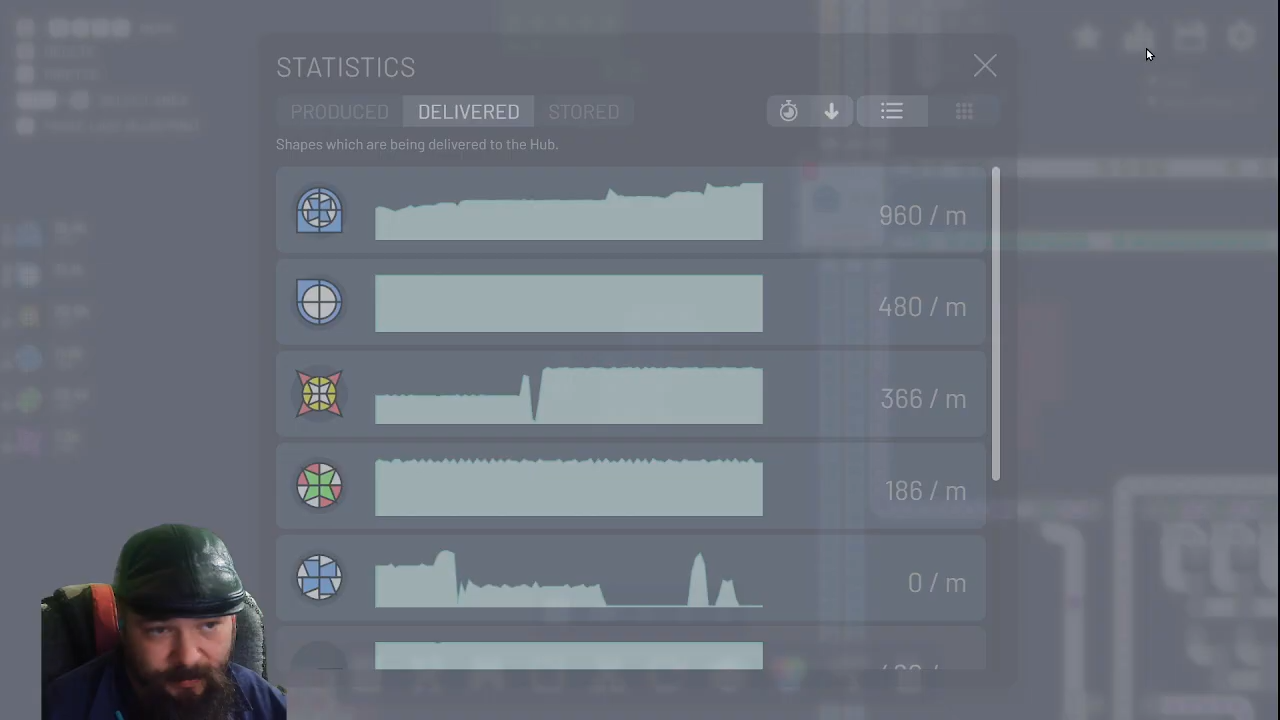 STATISTICS
PRODUCED DELIVERED STORED
Shapes which are being delivered to the Hub.
960 / m
480 / m
366 / m
186 / m
0 / m